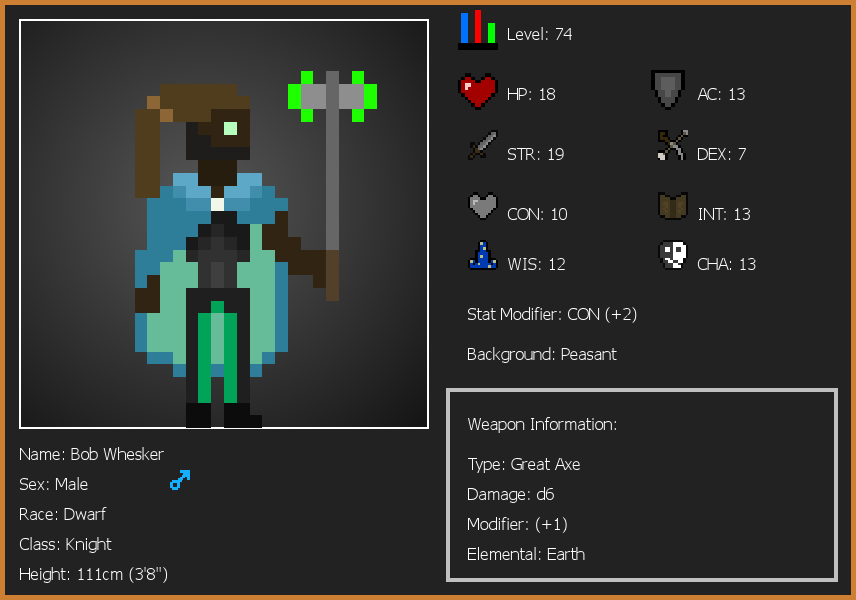 Level: 74
HP: 18
AC: 13
STR: 19
DEX: 7
CON: 10
INT: 13
WIS: 12
CHA: 13
Stat Modifier: CON (+2)
Background: Peasant
Weapon Information:
Type: Great Axe
Damage: d6
Modifier: (+1)
Elemental: Earth
Name: Bob Whesker
Sex: Male
Race: Dwarf
Class: Knight
Height: 111cm (3'8")